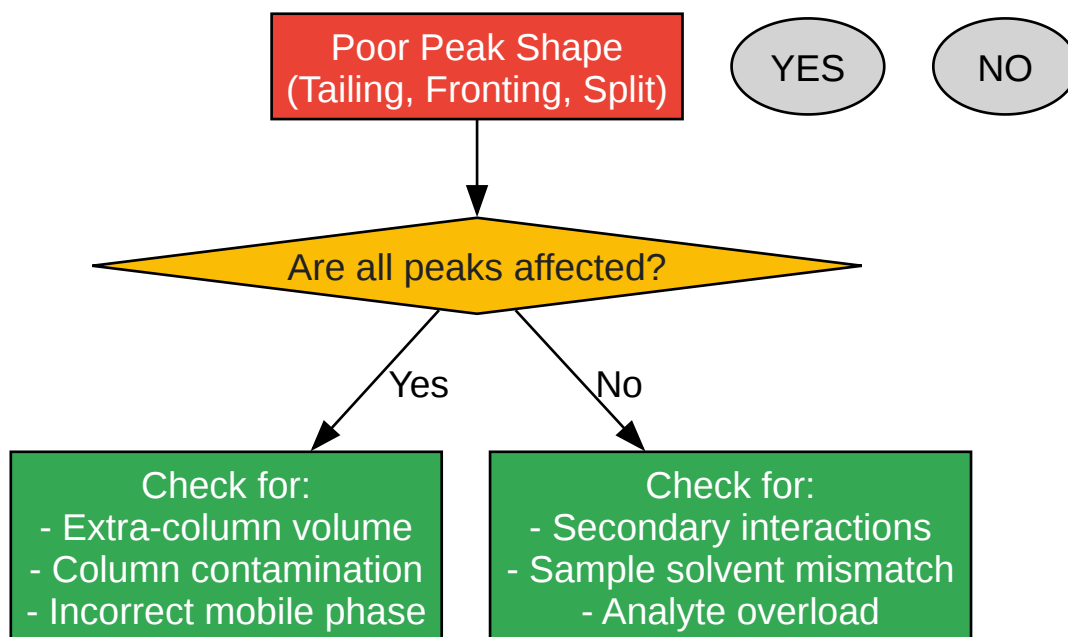 Poor Peak Shape
(Tailing, Fronting, Split)
YES
NO
Are all peaks affected?
Yes
No
Check for:
- Extra-column volume
- Column contamination
- Incorrect mobile phase
Check for:
- Secondary interactions
- Sample solvent mismatch
- Analyte overload